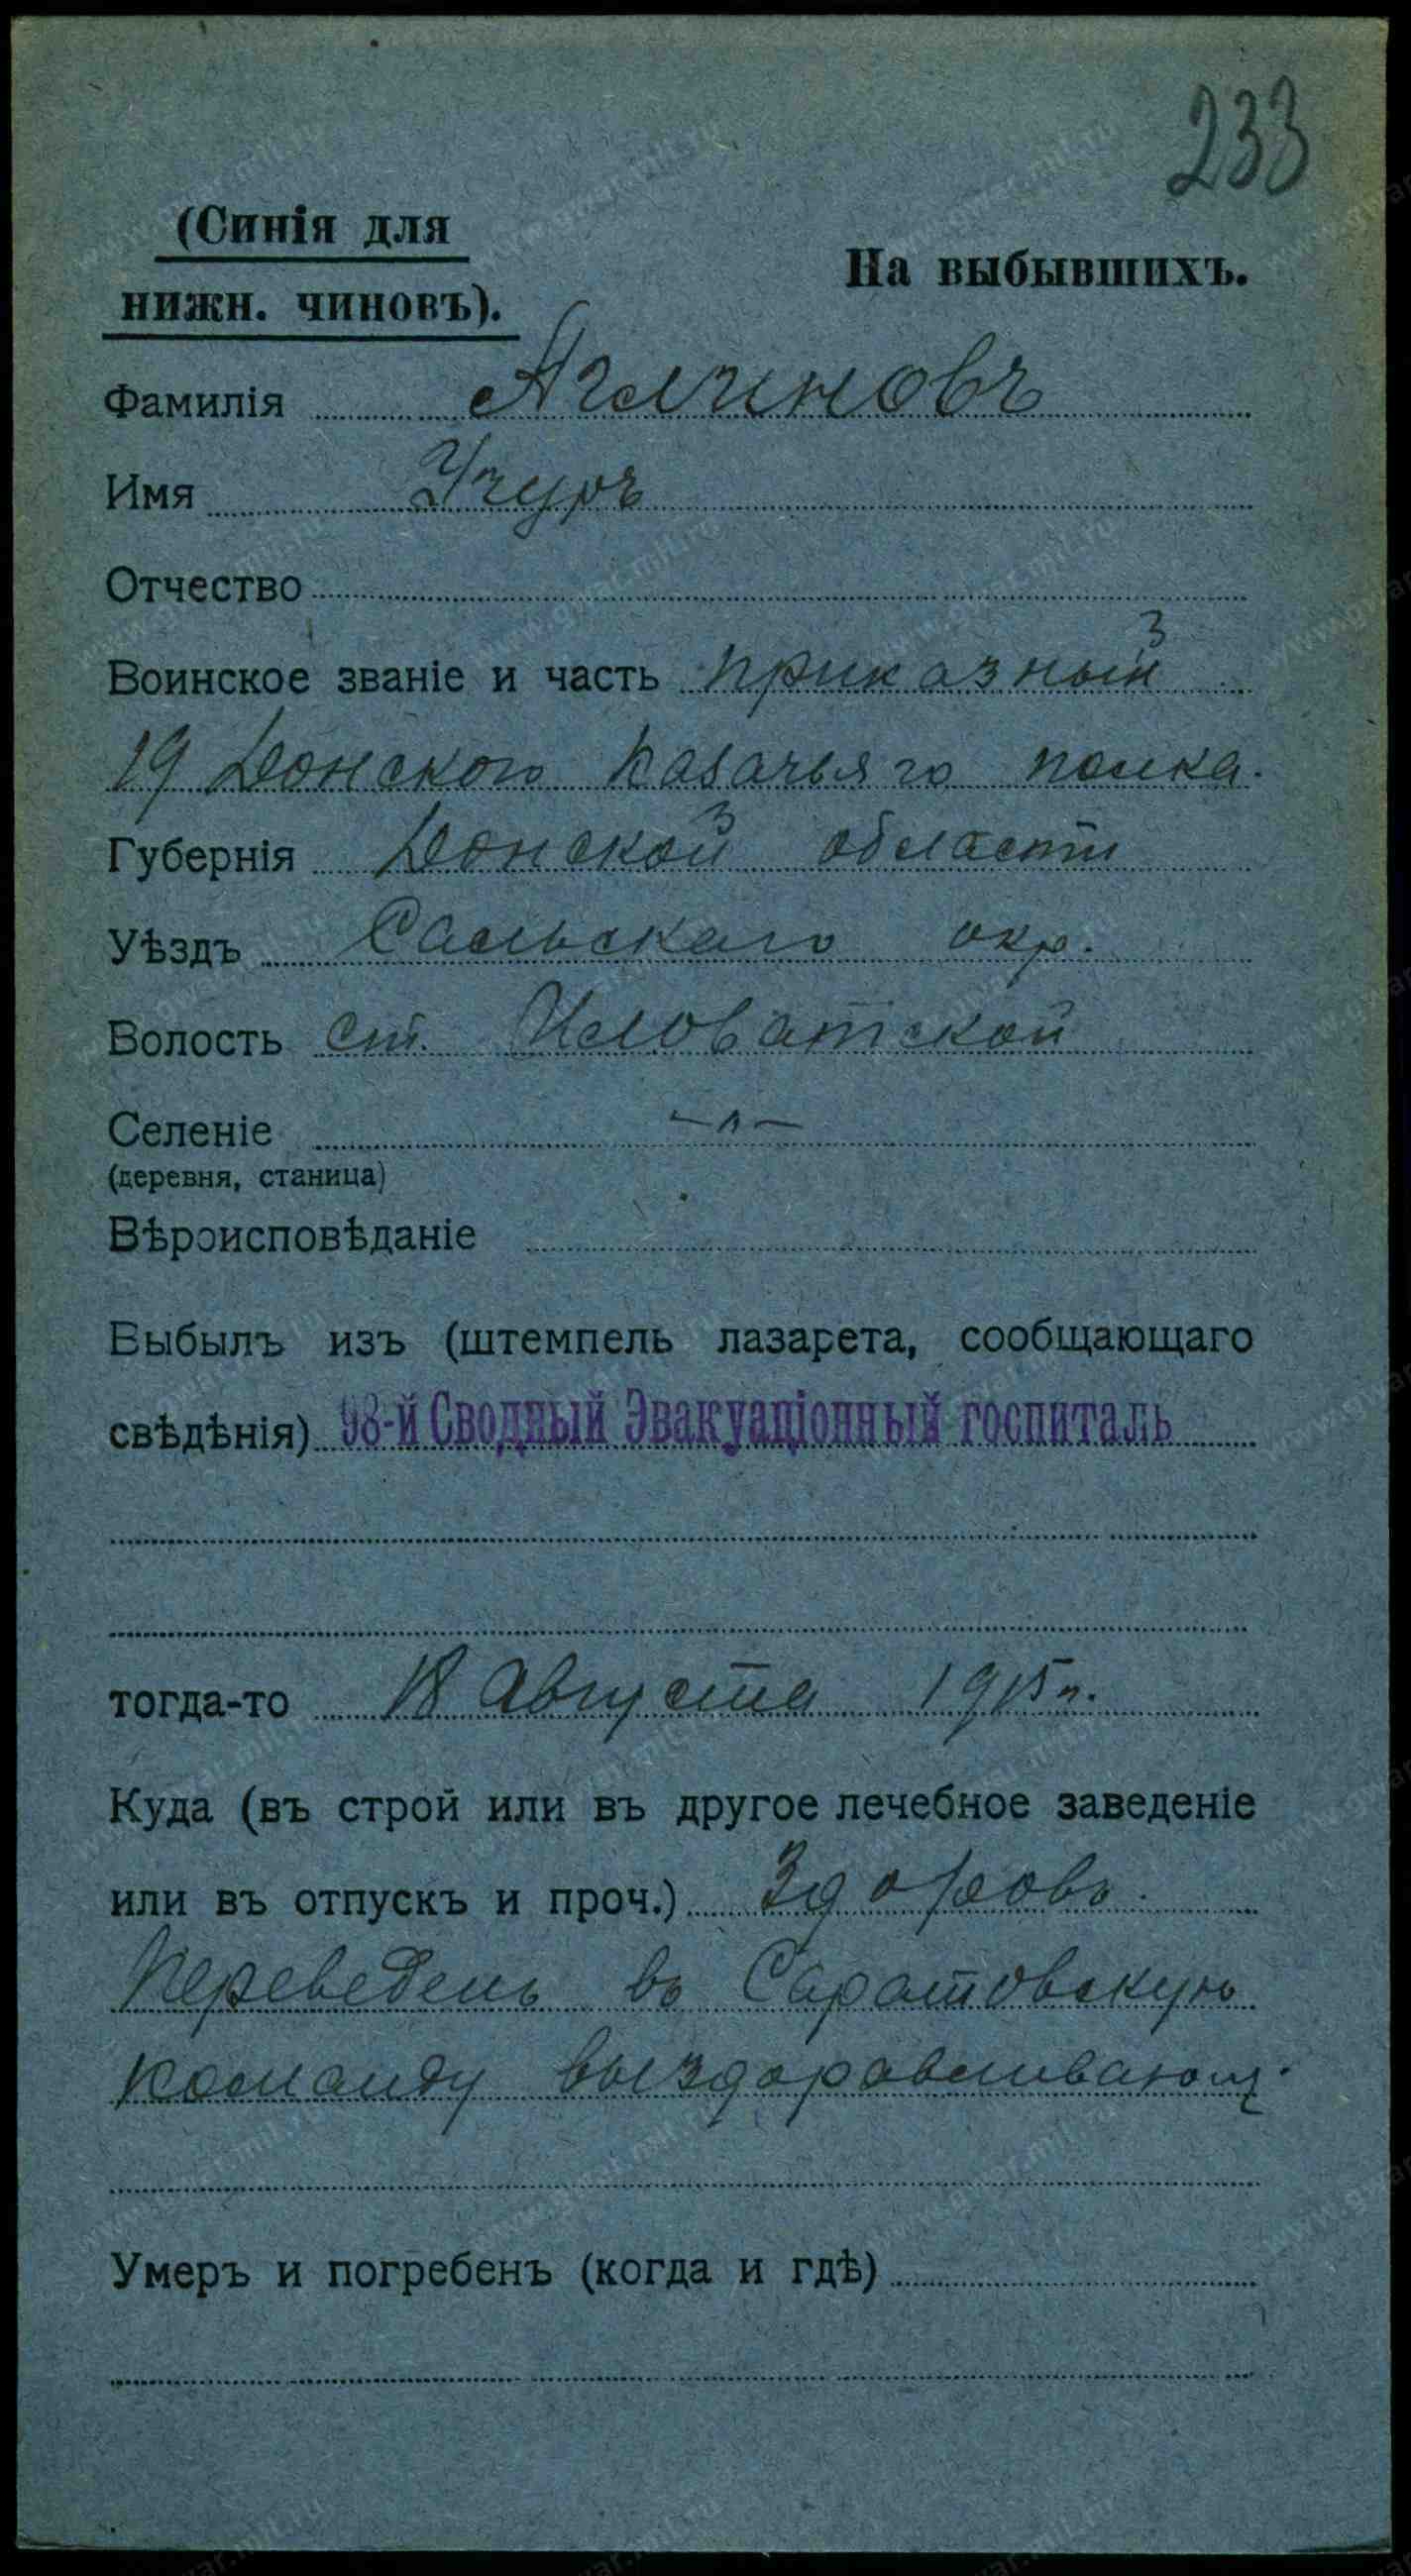 233
(Синія для
нижн. чиновъ).
На выбывшихъ.
Фамилія Агличновъ
Имя Учуръ
Отчество
Воинское званіе и часть приказный
19 Донского казачьяго полка.
Губернія Донской области
Уѣздъ Сальскаго окр.
Волость ст. Иловатской
Селеніе -"-
(деревня, станица)
Вѣроисповѣданіе
Выбылъ изъ (штемпель лазарета, сообщающаго
свѣдѣнія) 98-й Сводный Эвакуаціонный госпиталь
тогда-то 18 Августа 1915 г.
Куда (въ строй или въ другое лечебное заведеніе
или въ отпускъ и проч.) Здоровъ.
Переведенъ въ Саратовскую
команду выздоравливающ.
Умеръ и погребенъ (когда и гдѣ)